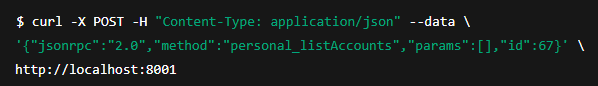 $ curl -X POST -H "Content-Type: application/json" --data \
'{"jsonrpc":"2.0","method":"personal_listAccounts","params":[],"id":67}' \
http://localhost:8001